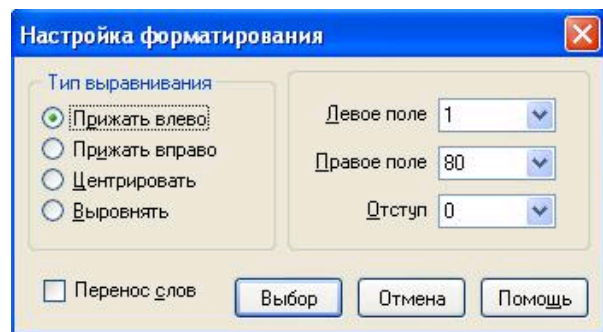 Настройка форматирования
Тип выравнивания
Прижать влево
Прижать вправо
Центрировать
Выровнять
Левое поле 1
Правое поле 80
Отступ 0
Перенос слов
Выбор Отмена Помощь